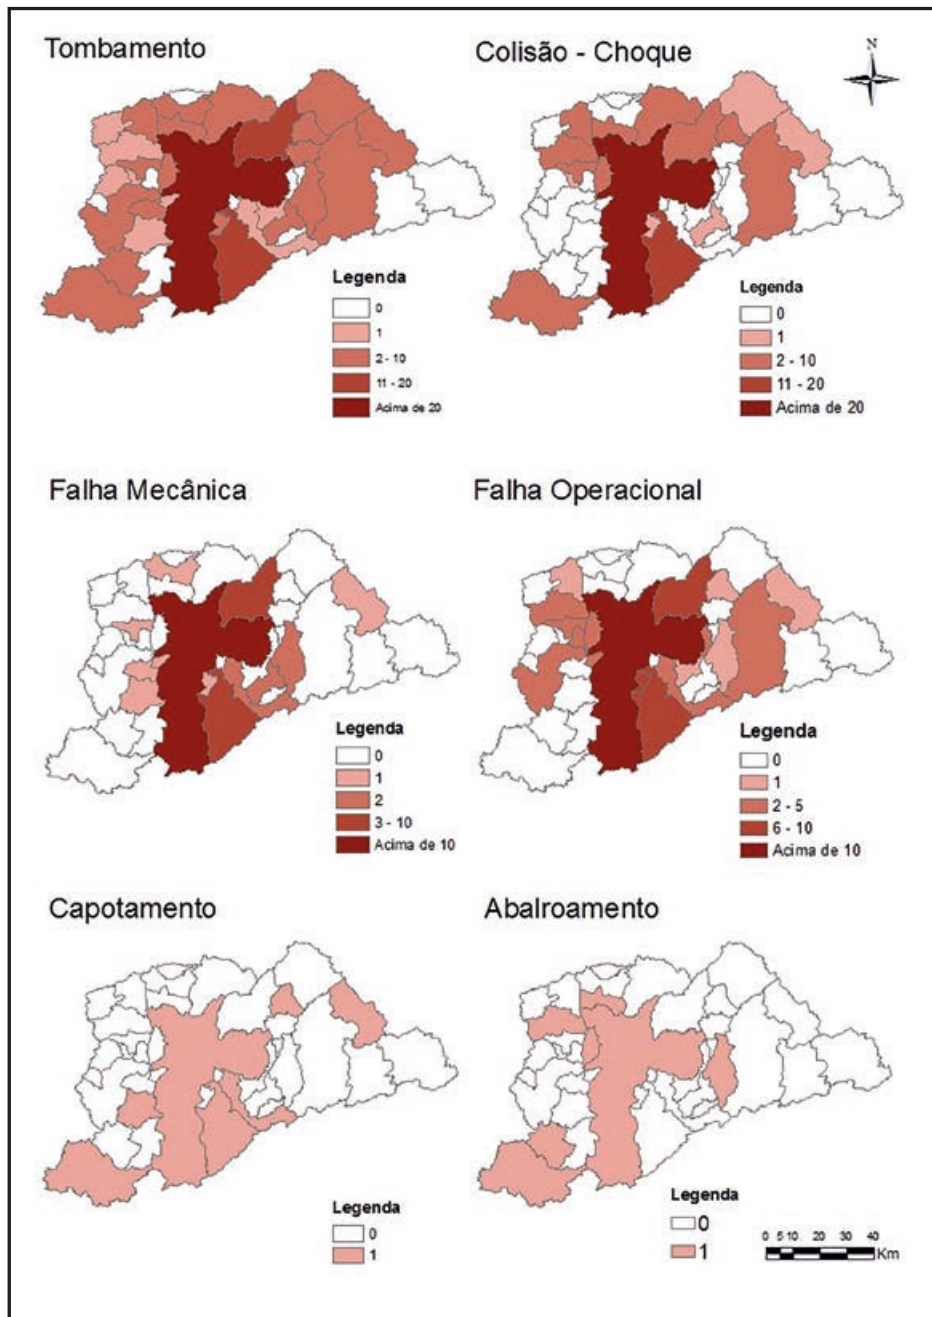 Tombamento
Colisão - Choque
N
Legenda
0
1
2 - 10
11 - 20
Acima de 20
Legenda
0
1
2 - 10
11 - 20
Acima de 20
Falha Mecânica
Falha Operacional
Legenda
0
1
2
3 - 10
Acima de 10
Legenda
0
1
2 - 5
6 - 10
Acima de 10
Capotamento
Abalroamento
Legenda
0
1
Legenda
0
1
0 5 10 20 30 40
Km